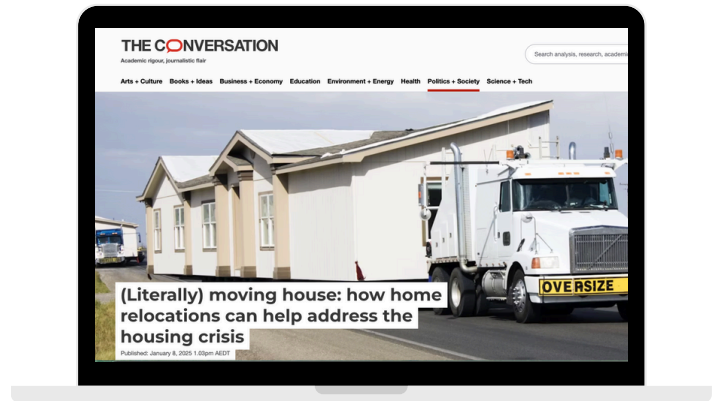 THE CONVERSATION
Academic rigour, journalistic flair
Search analysis, research, academi
Arts + Culture Books + Ideas Business + Economy Education Environment + Energy Health Politics + Society Science + Tech
OVERSIZE
(Literally) moving house: how home
relocations can help address the
housing crisis
Published: January 8, 2025 1.03pm AEDT